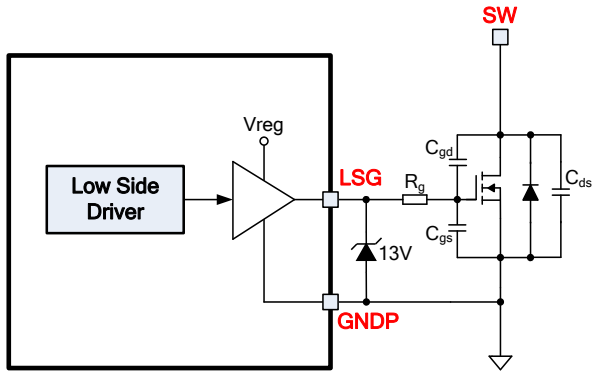 SW
Vreg
Low Side
Driver
LSG
Rg
Cgd
Cgs
Cds
13V
GNDP